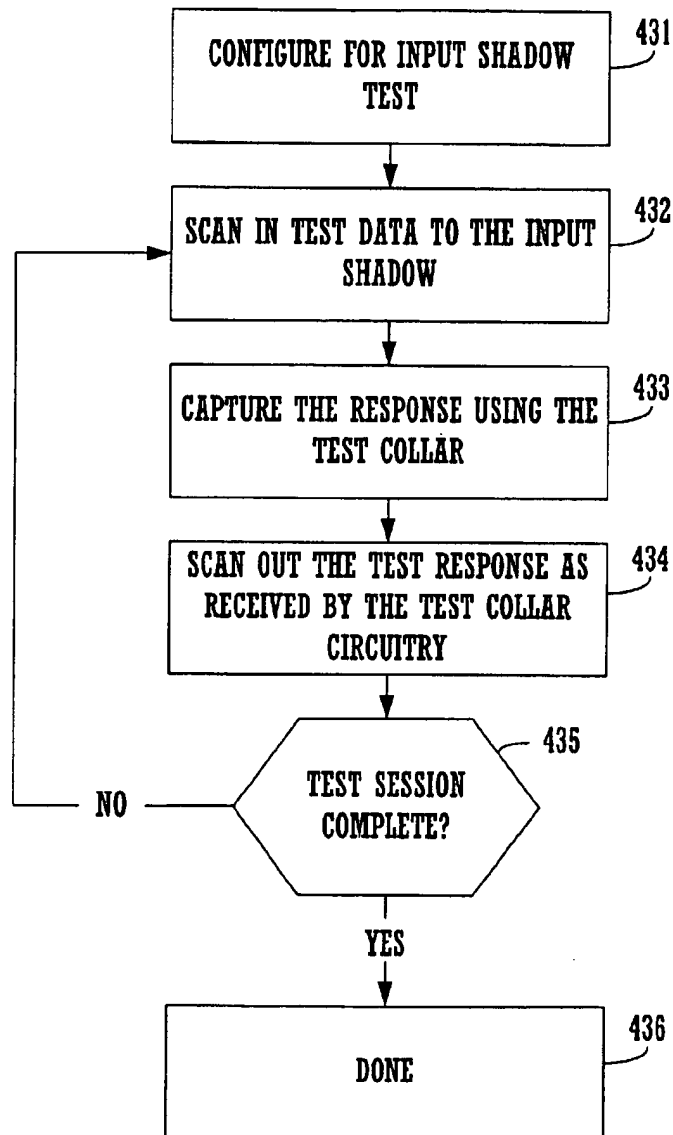 CONFIGURE FOR INPUT SHADOW
TEST
431
SCAN IN TEST DATA TO THE INPUT
SHADOW
432
CAPTURE THE RESPONSE USING THE
TEST COLLAR
433
SCAN OUT THE TEST RESPONSE AS
RECEIVED BY THE TEST COLLAR
CIRCUITRY
434
TEST SESSION
COMPLETE?
435
NO
YES
DONE
436